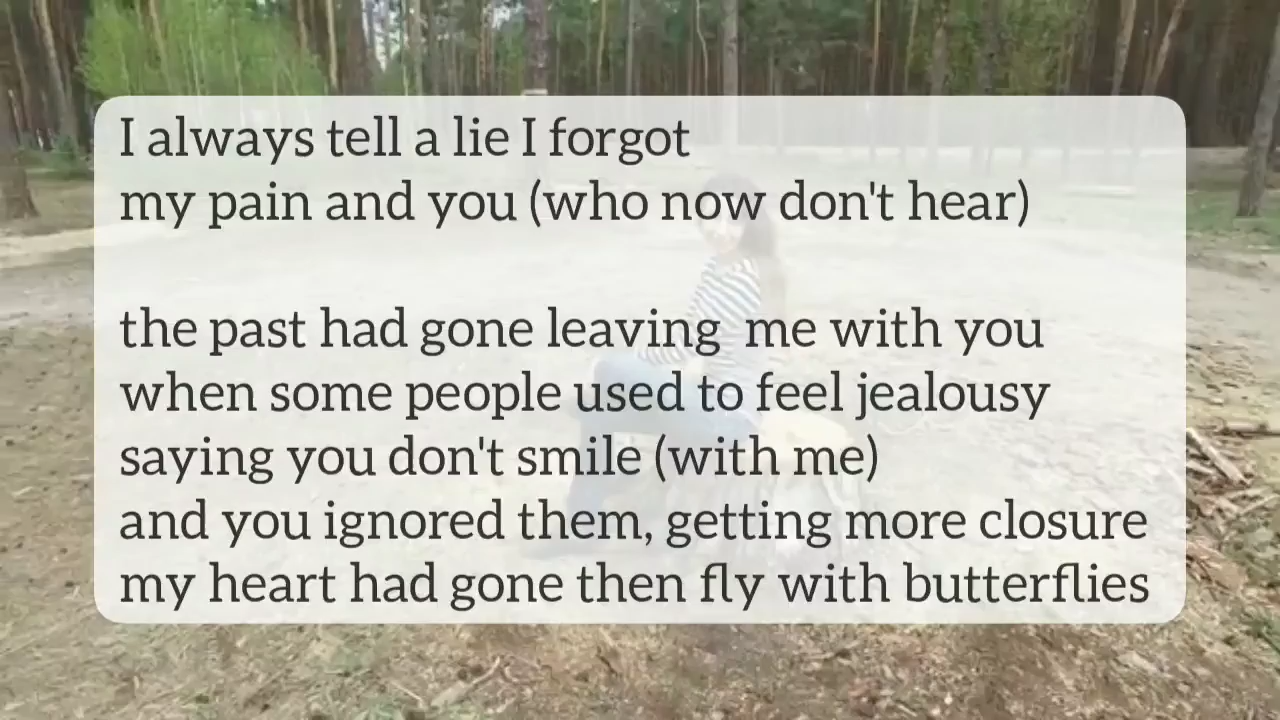 I always tell a lie I forgot
my pain and you (who now don't hear)
the past had gone leaving  me with you
when some people used to feel jealousy
saying you don't smile (with me)
and you ignored them, getting more closure
my heart had gone then fly with butterflies